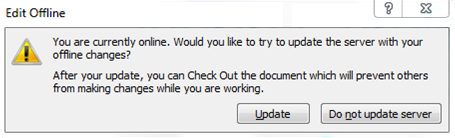 Edit Offline
You are currently online. Would you like to try to update the server with your
offline changes?
After your update, you can Check Out the document which will prevent others
from making changes while you are working.
Update Do not update server